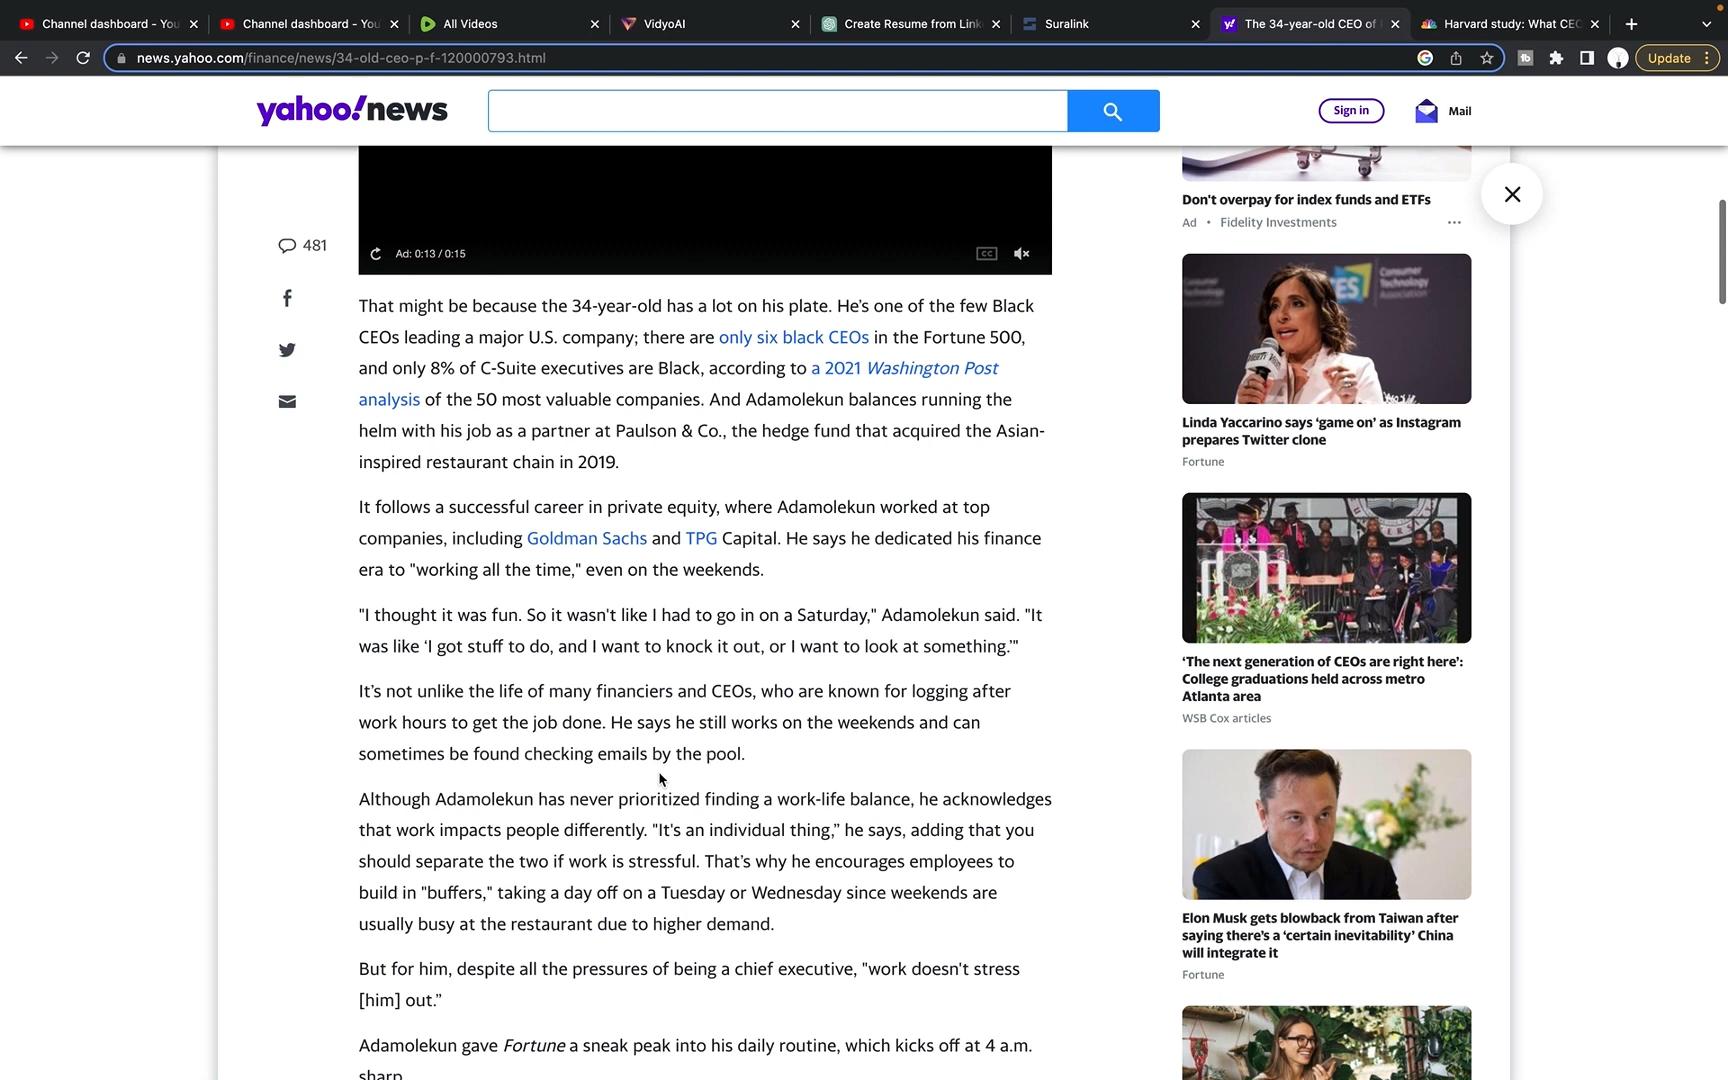 Channel dashboard - You
Channel dashboard - You
All Videos
VidyoAI
Create Resume from Link
Suralink
The 34-year-old CEO of
Harvard study: What CEO
news.yahoo.com/finance/news/34-old-ceo-p-f-120000793.html
Update
yahoo!news
Sign in
Mail
481
Ad: 0:13 / 0:15
CC
That might be because the 34-year-old has a lot on his plate. He’s one of the few Black
CEOs leading a major U.S. company; there are only six black CEOs in the Fortune 500,
and only 8% of C-Suite executives are Black, according to a 2021 Washington Post
analysis of the 50 most valuable companies. And Adamolekun balances running the
helm with his job as a partner at Paulson & Co., the hedge fund that acquired the Asian-
inspired restaurant chain in 2019.
It follows a successful career in private equity, where Adamolekun worked at top
companies, including Goldman Sachs and TPG Capital. He says he dedicated his finance
era to "working all the time," even on the weekends.
"I thought it was fun. So it wasn't like I had to go in on a Saturday," Adamolekun said. "It
was like ‘I got stuff to do, and I want to knock it out, or I want to look at something.’"
It’s not unlike the life of many financiers and CEOs, who are known for logging after
work hours to get the job done. He says he still works on the weekends and can
sometimes be found checking emails by the pool.
Although Adamolekun has never prioritized finding a work-life balance, he acknowledges
that work impacts people differently. "It's an individual thing,” he says, adding that you
should separate the two if work is stressful. That’s why he encourages employees to
build in "buffers," taking a day off on a Tuesday or Wednesday since weekends are
usually busy at the restaurant due to higher demand.
But for him, despite all the pressures of being a chief executive, "work doesn't stress
[him] out.”
Adamolekun gave Fortune a sneak peak into his daily routine, which kicks off at 4 a.m.
sharp.
Don't overpay for index funds and ETFs
Ad • Fidelity Investments
CES
Consumer
Technology
Association
VARIETY
Linda Yaccarino says ‘game on’ as Instagram
prepares Twitter clone
Fortune
‘The next generation of CEOs are right here’:
College graduations held across metro
Atlanta area
WSB Cox articles
Elon Musk gets blowback from Taiwan after
saying there’s a ‘certain inevitability’ China
will integrate it
Fortune